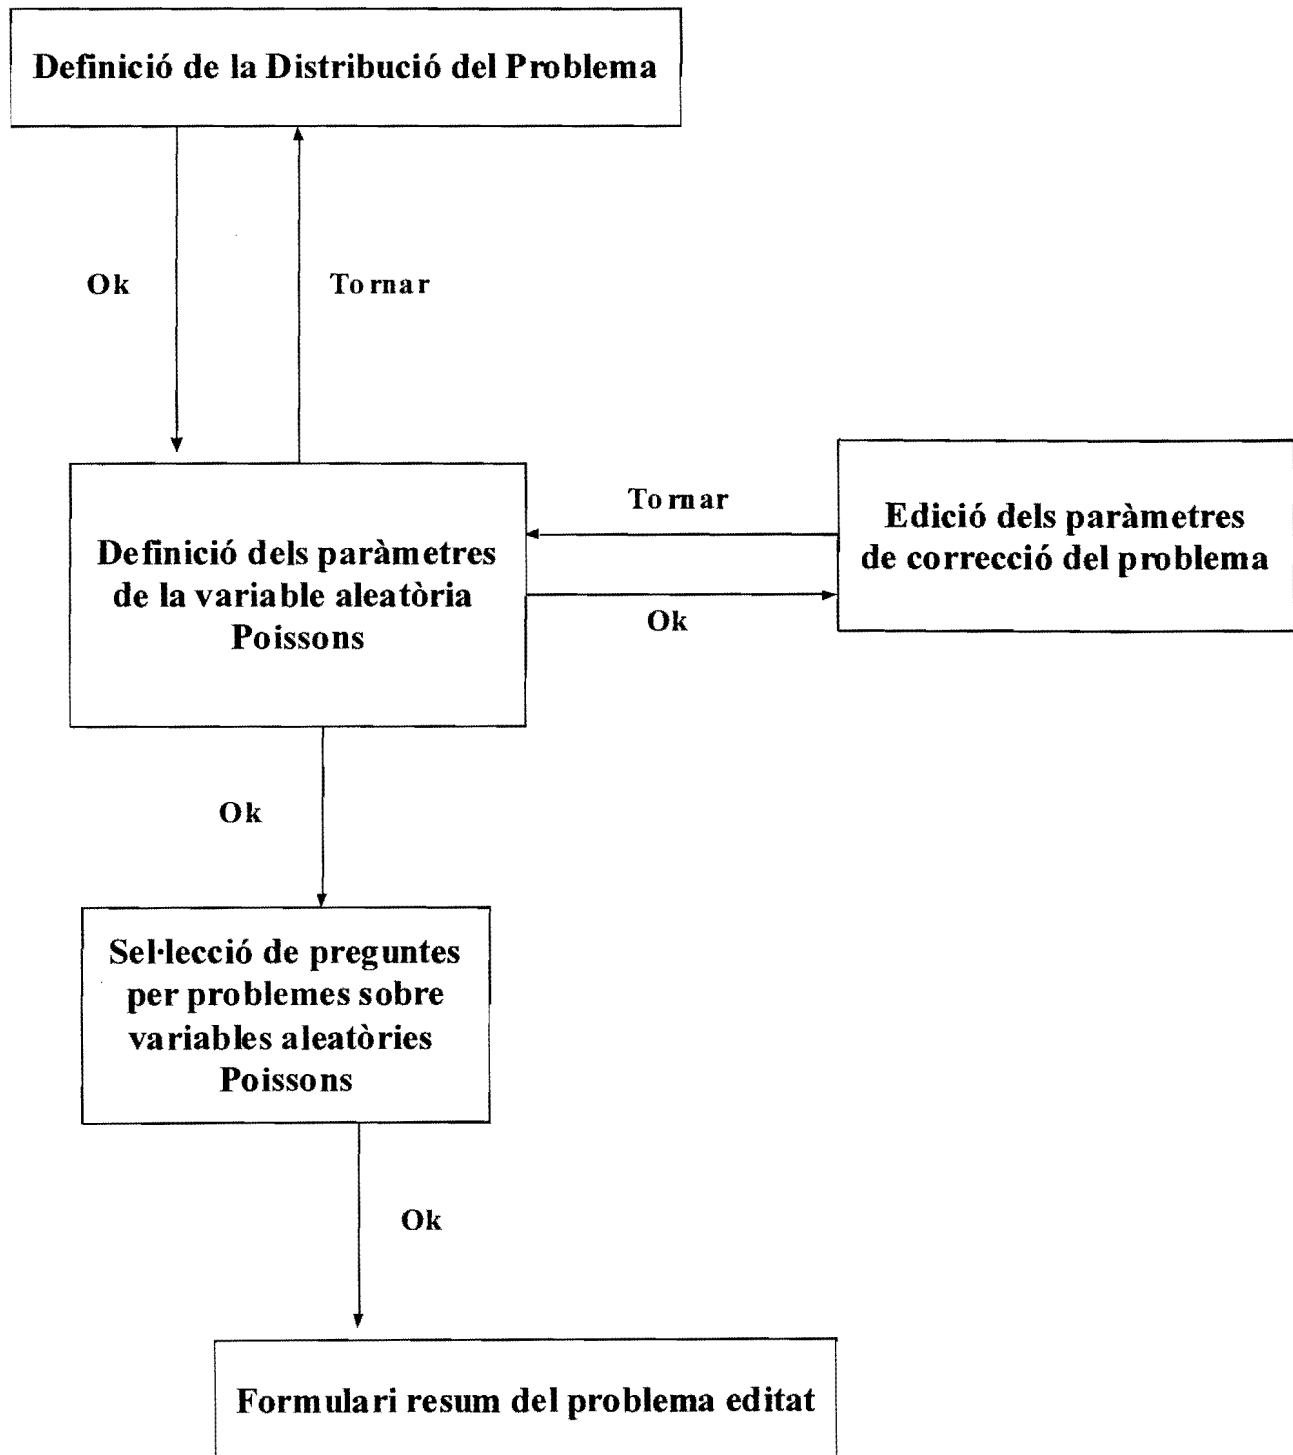 Definició de la Distribució del Problema
Ok
Tornar
Tornar
Edició dels paràmetres
de correcció del problema
Definició dels paràmetres
de la variable aleatòria
Poissons
Ok
Ok
Sel·lecció de preguntes
per problemes sobre
variables aleatòries
Poissons
Ok
Formulari resum del problema editat